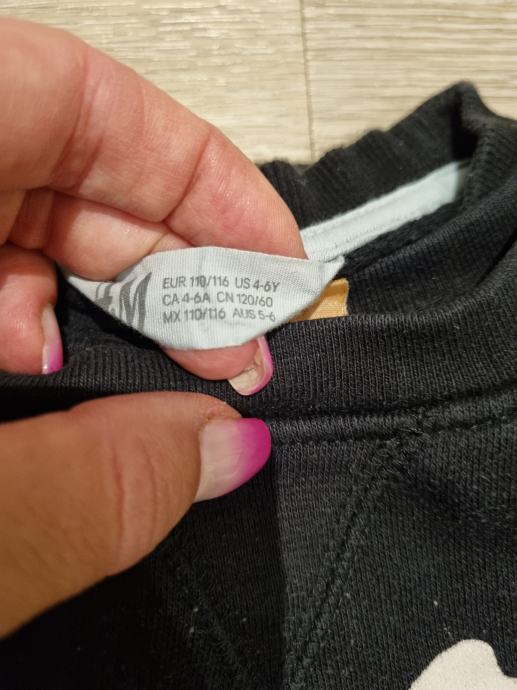 H&M
EUR 110/116 US 4-6Y
CA 4-6A CN 120/60
MX 110/116 AUS 5-6